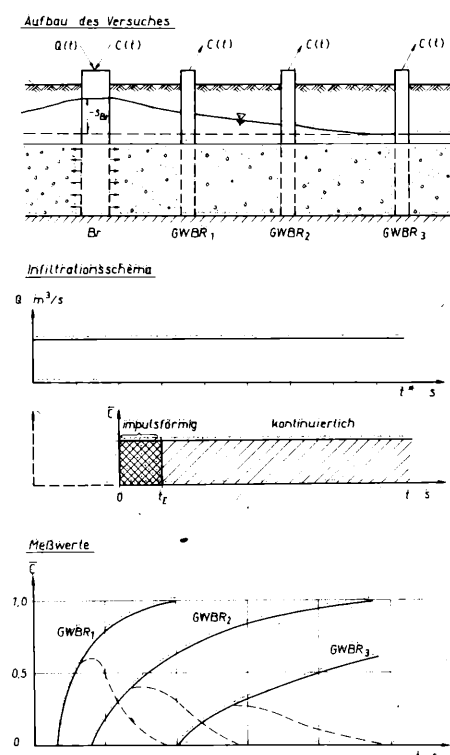 Aufbau des Versuches
Q(t) C(t) C(t) C(t) C(t)
-s_Br
Br GWBR₁ GWBR₂ GWBR₃
Infiltrationsschema
Q m³/s
t* s
C̅ impulsförmig kontinuierlich
0 t_E t s
Meßwerte
C̅
1,0
GWBR₁ GWBR₂
GWBR₃
0.5
0